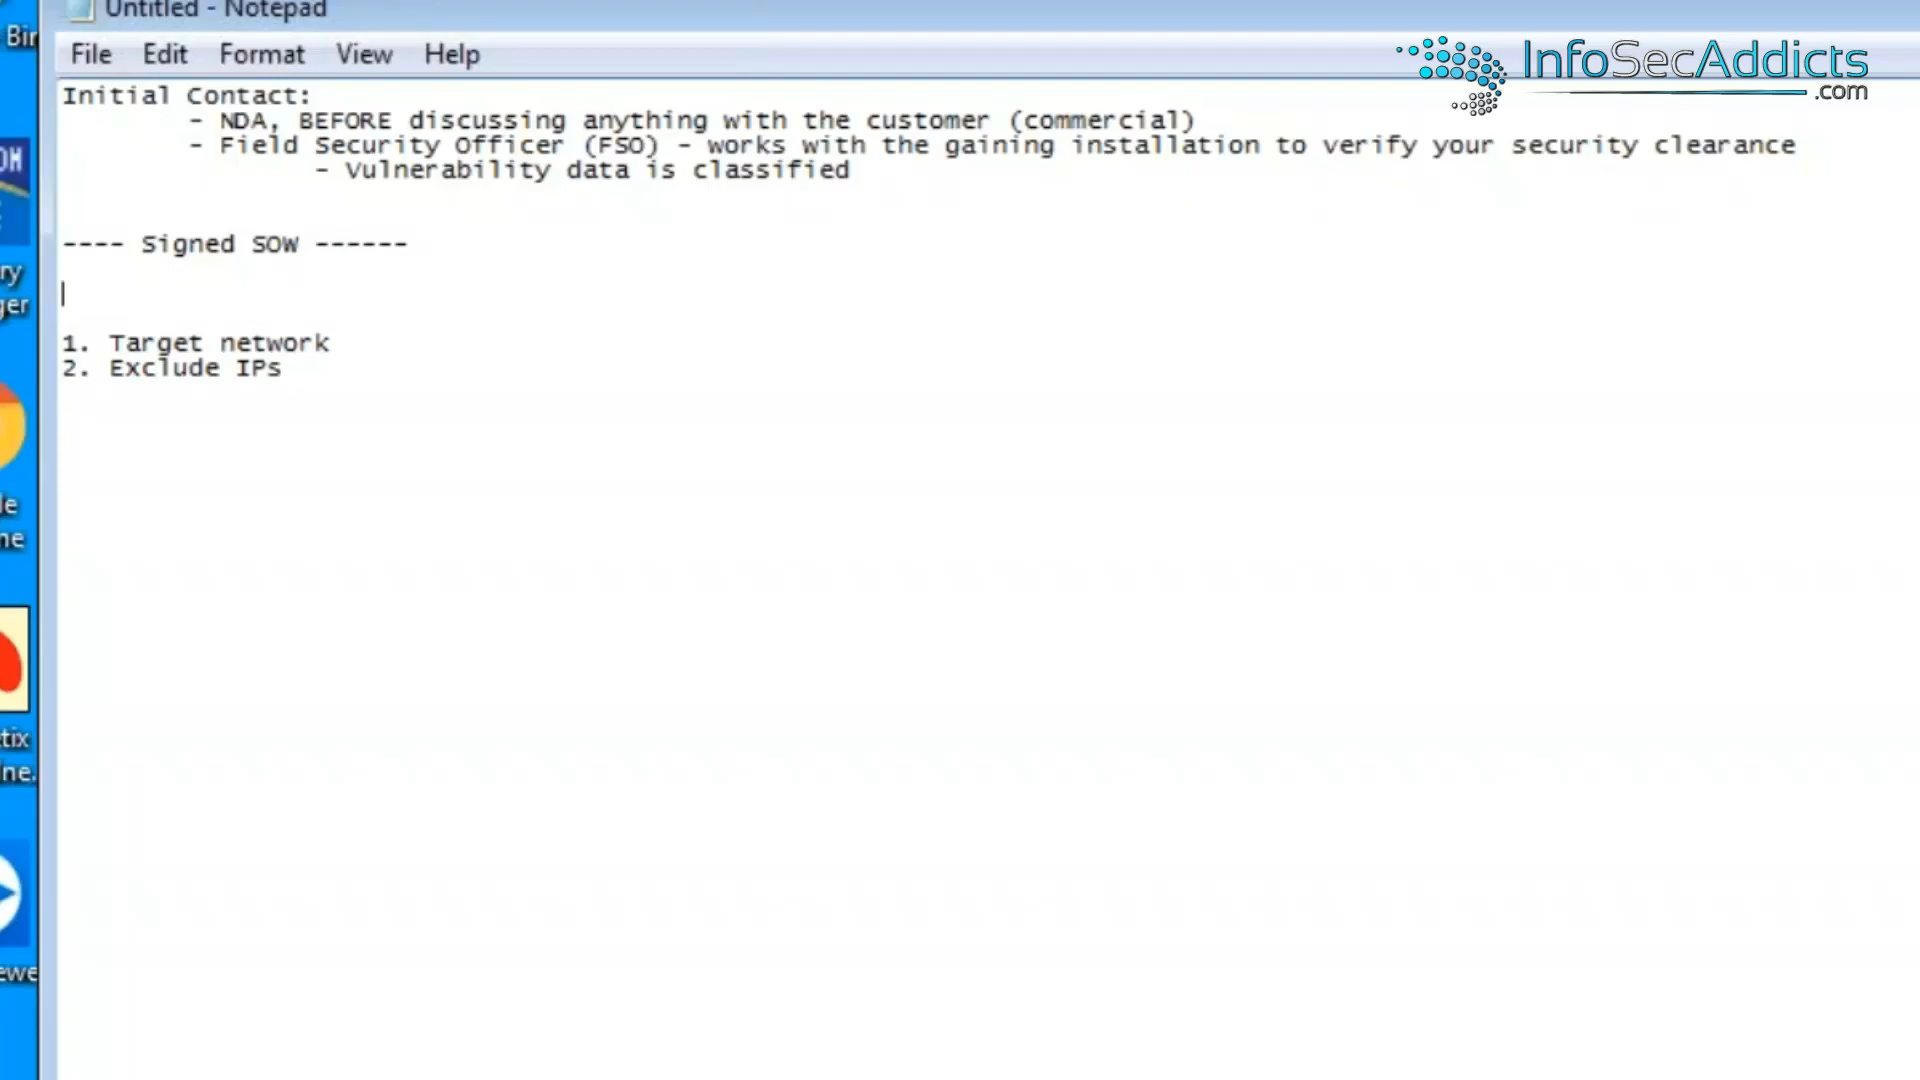 Untitled - Notepad
Bin
File Edit Format View Help
InfoSecAddicts
.com
Initial Contact:
- NDA, BEFORE discussing anything with the customer (commercial)
- Field Security Officer (FSO) - works with the gaining installation to verify your security clearance
- Vulnerability data is classified
---- Signed SOW ------
1. Target network
2. Exclude IPs